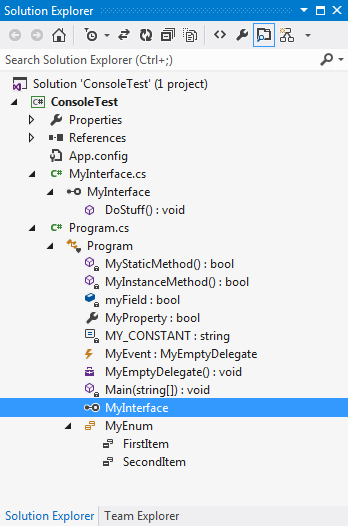 Solution Explorer
Search Solution Explorer (Ctrl+;)
Solution 'ConsoleTest' (1 project)
C# ConsoleTest
Properties
References
App.config
C# MyInterface.cs
MyInterface
DoStuff() : void
C# Program.cs
Program
MyStaticMethod() : bool
MyInstanceMethod() : bool
myField : bool
MyProperty : bool
MY_CONSTANT : string
MyEvent : MyEmptyDelegate
MyEmptyDelegate() : void
Main(string[]) : void
MyInterface
MyEnum
FirstItem
SecondItem
Solution Explorer Team Explorer